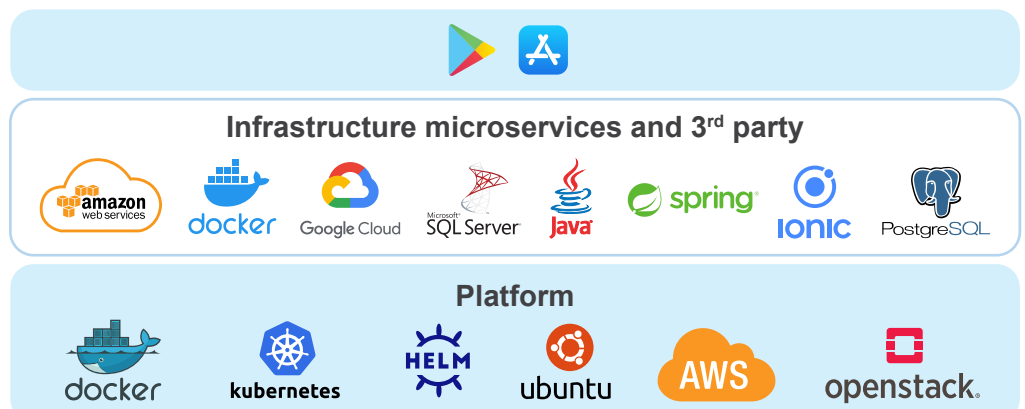 Infrastructure microservices and 3rd party
amazon
web services
docker
Google Cloud
Microsoft®
SQL Server®
Java™
spring®
IONIC
PostgreSQL
Platform
docker
kubernetes
HELM
ubuntu
AWS
openstack.